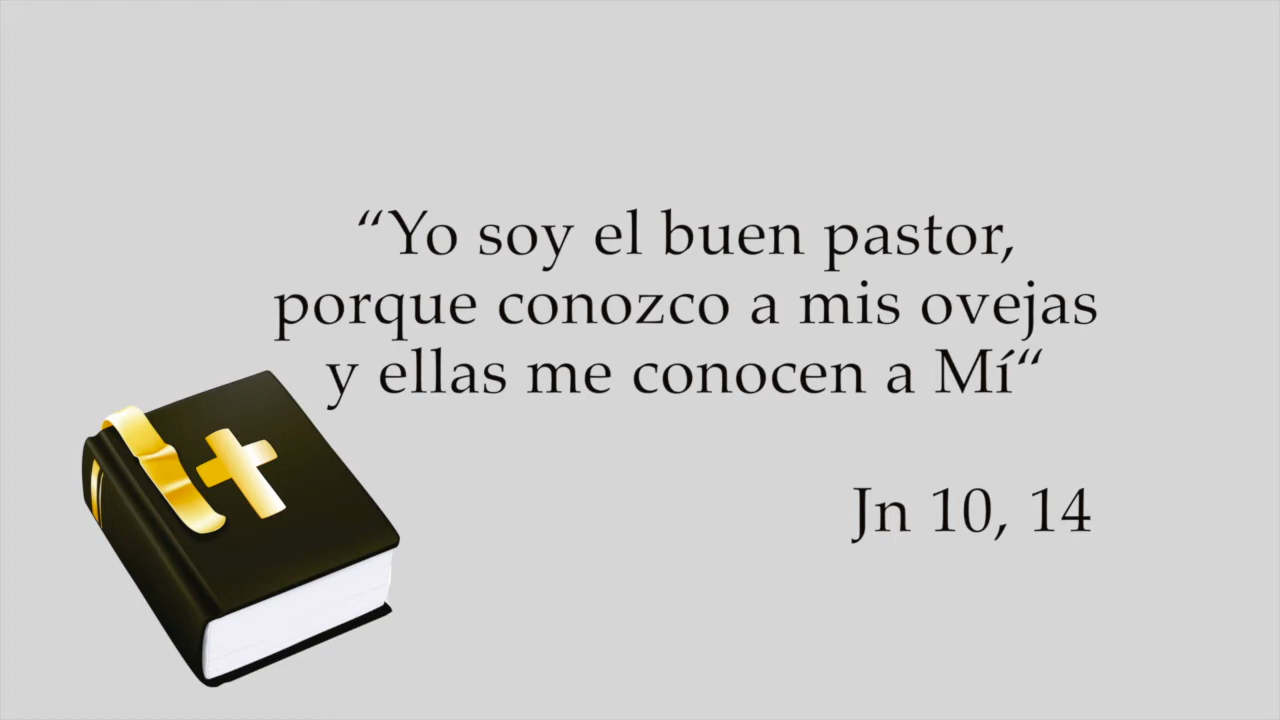 “Yo soy el buen pastor,
porque conozco a mis ovejas
y ellas me conocen a Mí“
Jn 10, 14